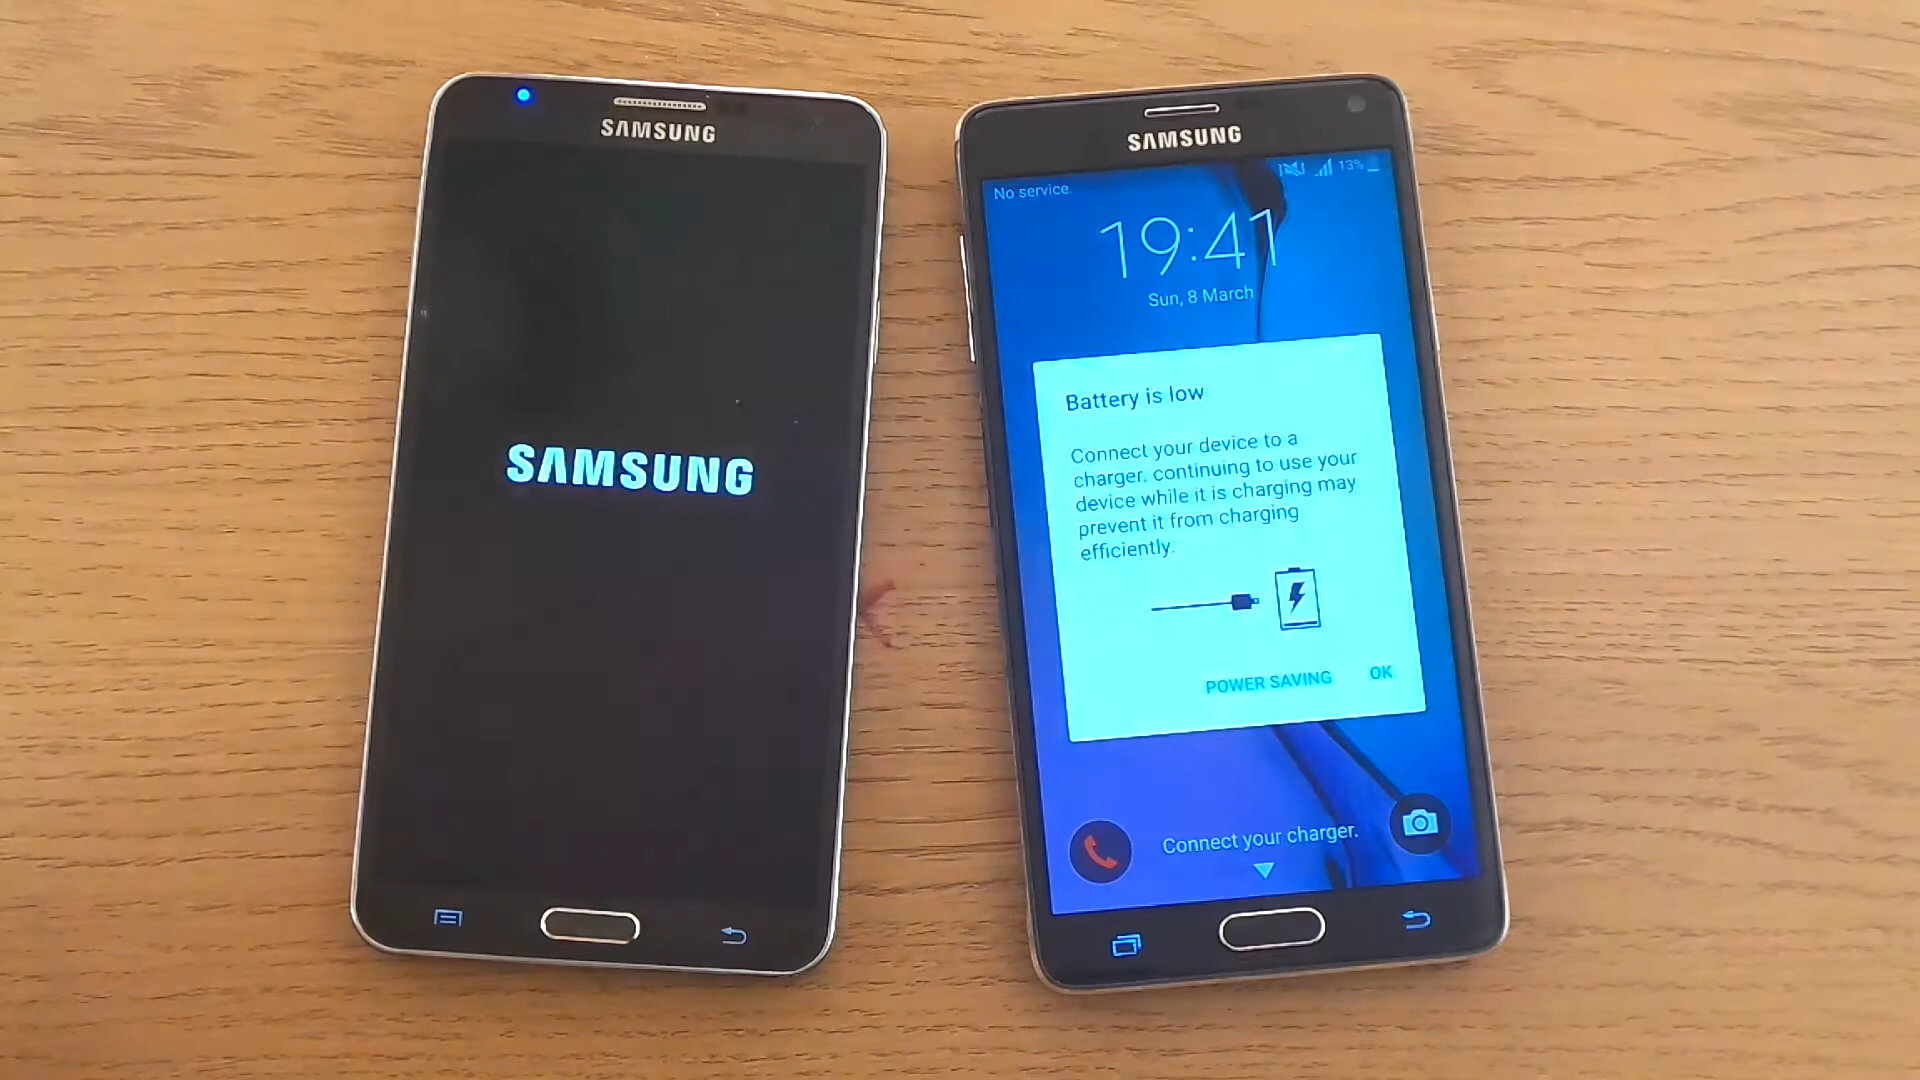 SAMSUNG
SAMSUNG
SAMSUNG
No service
13%
19:41
Sun, 8 March
Battery is low
Connect your device to a
charger. continuing to use your
device while it is charging may
prevent it from charging
efficiently.
POWER SAVING OK
Connect your charger.